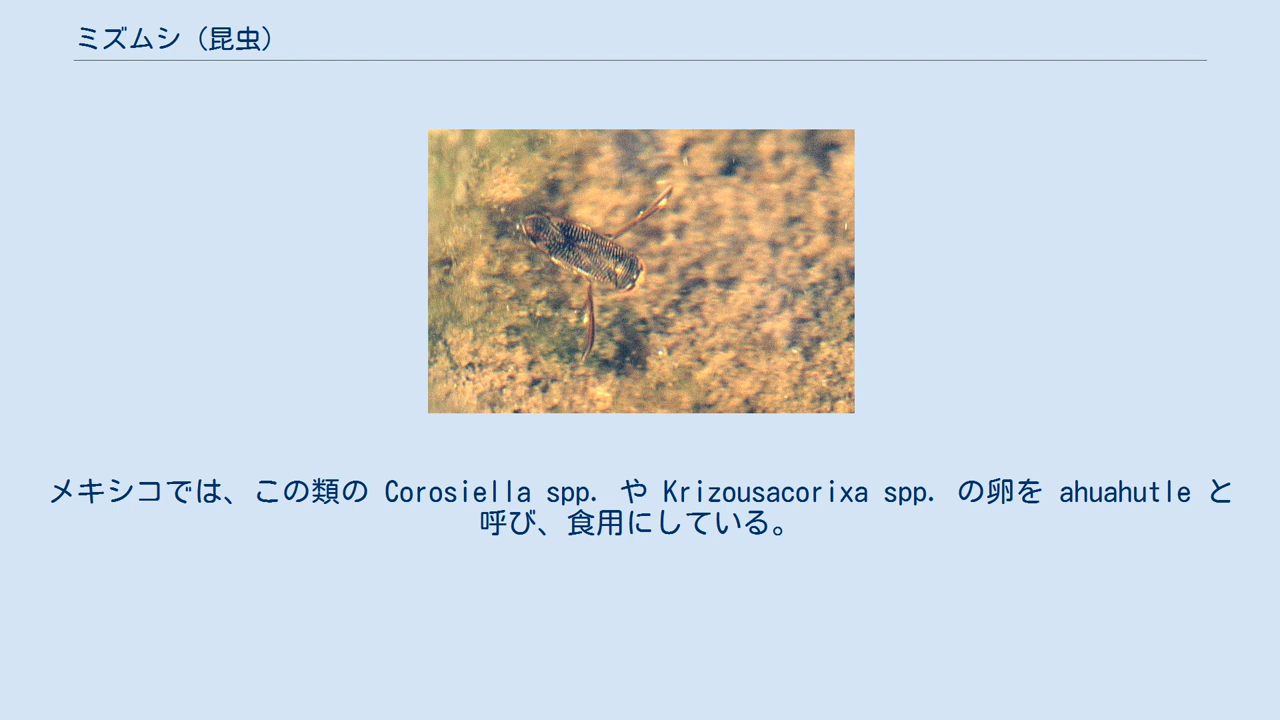 ミズムシ（昆虫）
メキシコでは、この類の Corosiella spp. や Krizousacorixa spp. の卵を ahuahutle と
呼び、食用にしている。